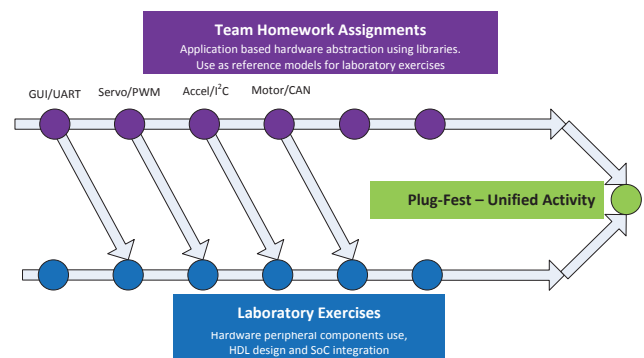 Team Homework Assignments
Application based hardware abstraction using libraries.
Use as reference models for laboratory exercises
GUI/UART Servo/PWM Accel/I²C Motor/CAN
Plug-Fest – Unified Activity
Laboratory Exercises
Hardware peripheral components use,
HDL design and SoC integration